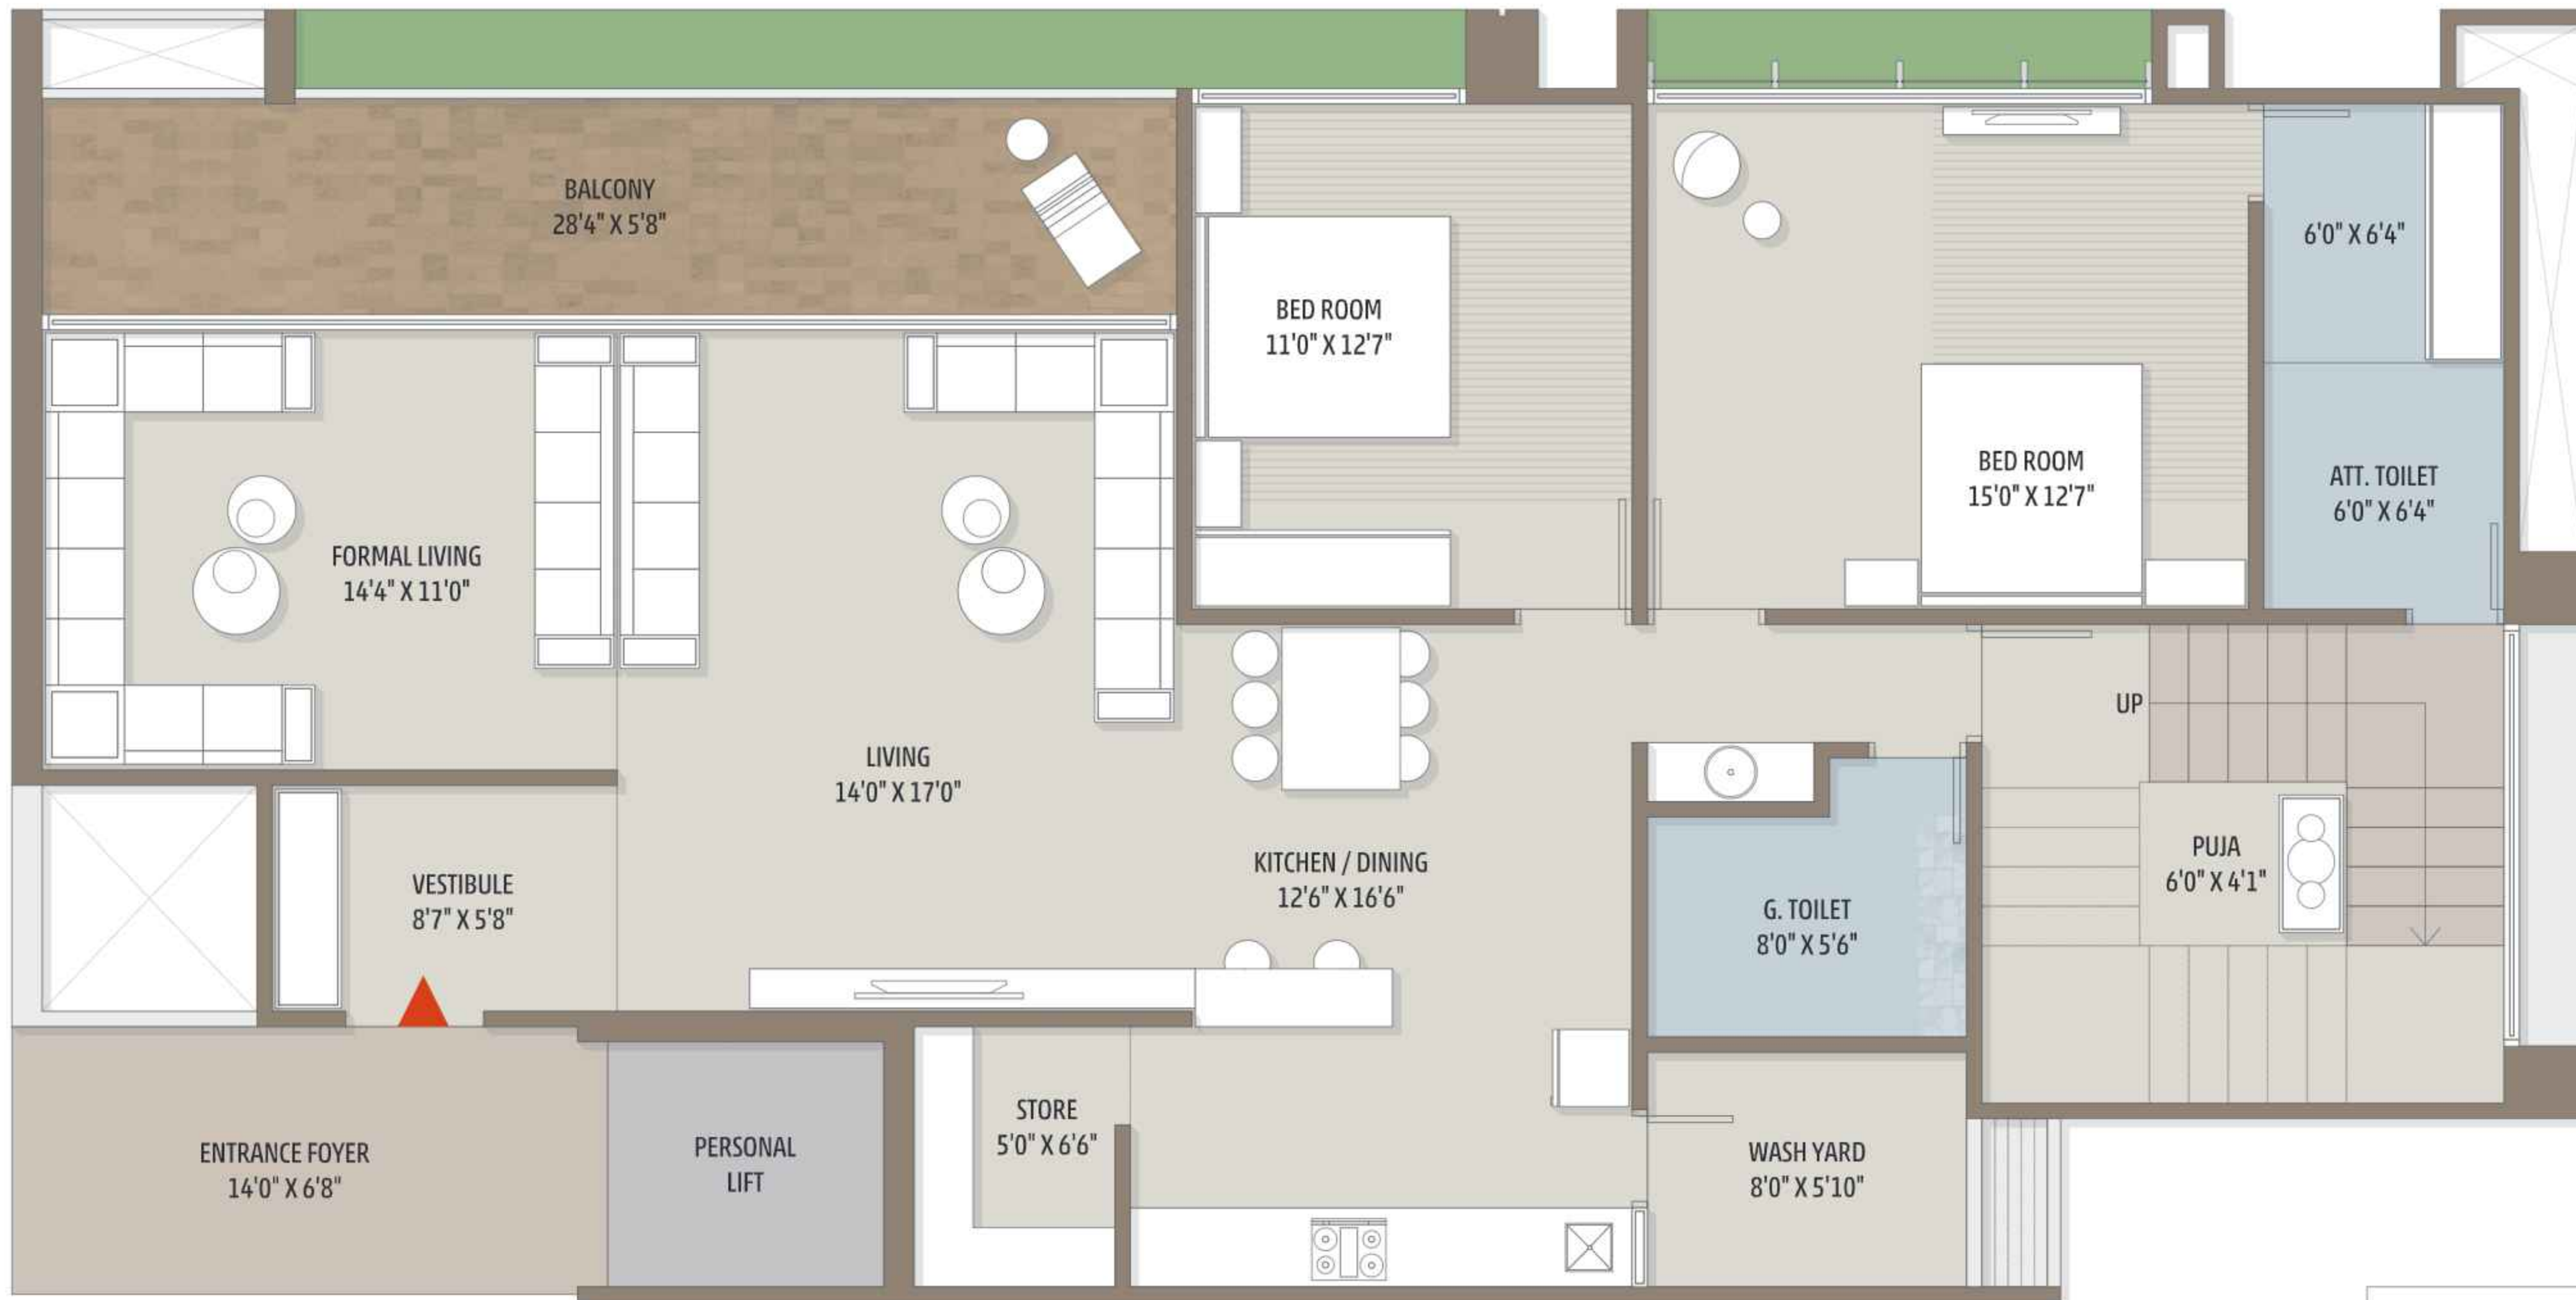 BALCONY
28'4" X 5'8"
BED ROOM
11'0" X 12'7"
BED ROOM
15'0" X 12'7"
6'0" X 6'4"
ATT. TOILET
6'0" X 6'4"
FORMAL LIVING
14'4" X 11'0"
LIVING
14'0" X 17'0"
UP
VESTIBULE
8'7" X 5'8"
KITCHEN / DINING
12'6" X 16'6"
G. TOILET
8'0" X 5'6"
PUJA
6'0" X 4'1"
ENTRANCE FOYER
14'0" X 6'8"
PERSONAL
LIFT
STORE
5'0" X 6'6"
WASH YARD
8'0" X 5'10"